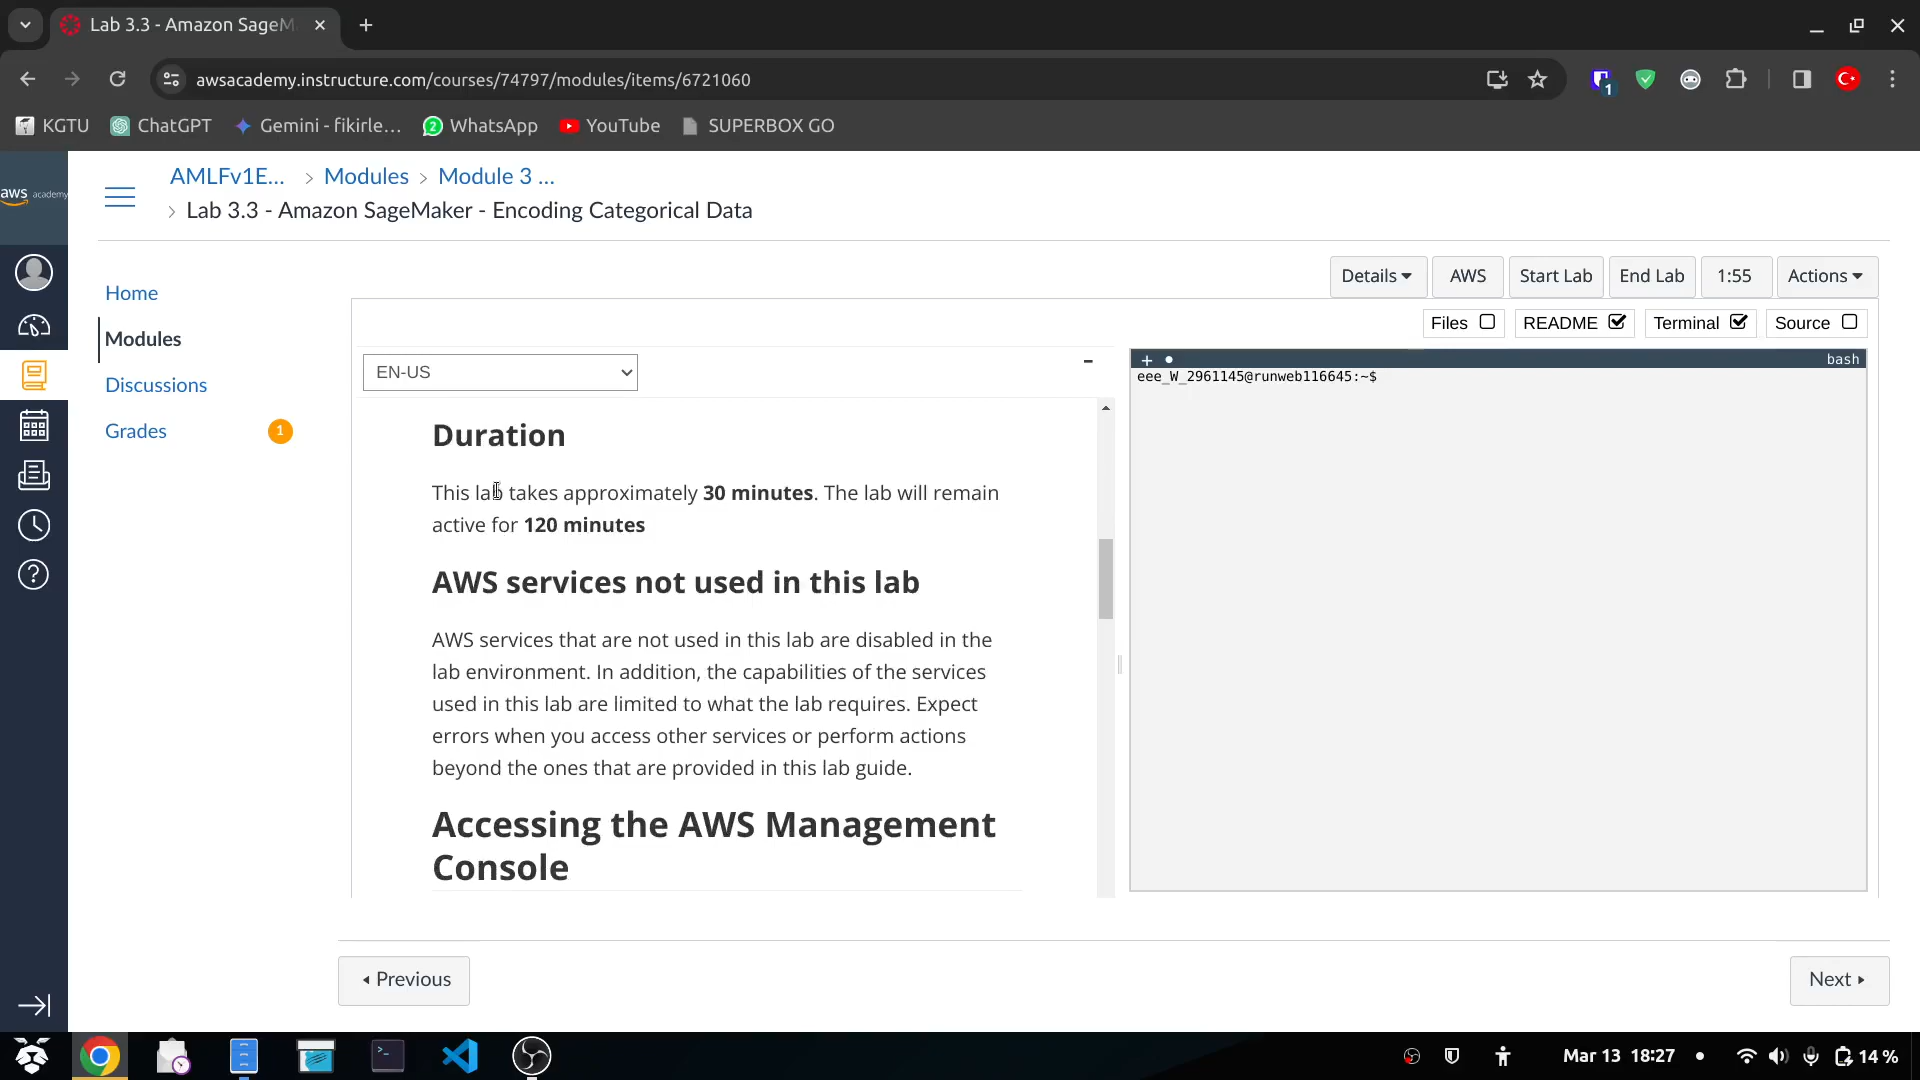 Lab 3.3 - Amazon SageM
awsacademy.instructure.com/courses/74797/modules/items/6721060
1
KGTU
ChatGPT
Gemini - fikirle...
2
WhatsApp
YouTube
SUPERBOX GO
aws academy
AMLFv1E... > Modules > Module 3 ...
> Lab 3.3 - Amazon SageMaker - Encoding Categorical Data
Home
Modules
Discussions
Grades
1
Details
AWS
Start Lab
End Lab
1:55
Actions
Files
README
Terminal
Source
EN-US
Duration
This lab takes approximately 30 minutes. The lab will remain
active for 120 minutes
AWS services not used in this lab
AWS services that are not used in this lab are disabled in the
lab environment. In addition, the capabilities of the services
used in this lab are limited to what the lab requires. Expect
errors when you access other services or perform actions
beyond the ones that are provided in this lab guide.
Accessing the AWS Management
Console
bash
eee_W_2961145@runweb116645:~$
Previous
Next
Mar 13 18:27
14 %